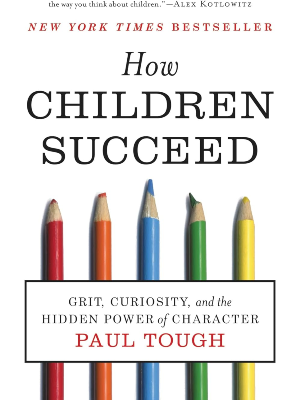 the way you think about children."—Alex Kotlowitz
NEW YORK TIMES BESTSELLER
How
CHILDREN
SUCCEED
GRIT, CURIOSITY, and the
HIDDEN POWER of CHARACTER
PAUL TOUGH